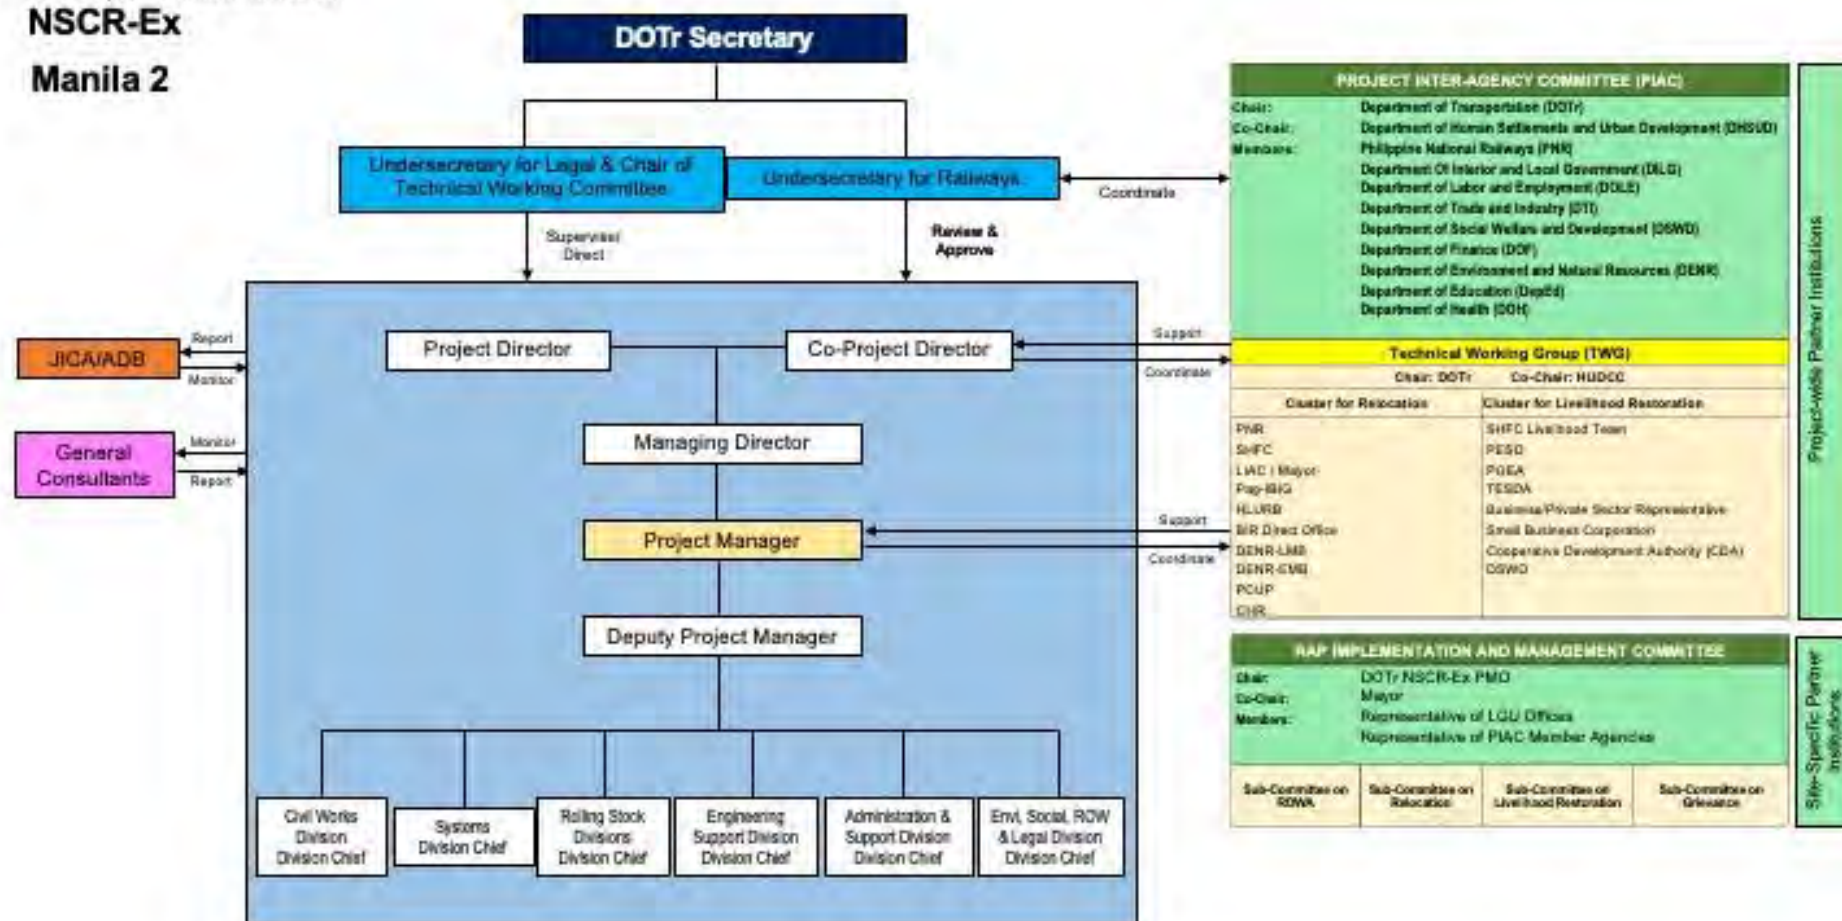 NSCR-Ex
Manila 2
DOTr Secretary
Undersecretary for Legal & Chair of
Technical Working Committee
Undersecretary for Railways
Coordinate
Supervise/
Direct
Review &
Approve
JICA/ADB
Report
Monitor
General
Consultants
Monitor
Report
Project Director
Co-Project Director
Support
Coordinate
Managing Director
Project Manager
Support
Coordinate
Deputy Project Manager
Civil Works
Division
Division Chief
Systems
Division Chief
Rolling Stock
Divisions
Division Chief
Engineering
Support Division
Division Chief
Administration &
Support Division
Division Chief
Envi, Social, ROW
& Legal Division
Division Chief
PROJECT INTER-AGENCY COMMITTEE (PIAC)
Chair: Department of Transportation (DOTr)
Co-Chair: Department of Human Settlements and Urban Development (DHSUD)
Members: Philippine National Railways (PNR)
Department Of Interior and Local Government (DILG)
Department of Labor and Employment (DOLE)
Department of Trade and Industry (DTI)
Department of Social Welfare and Development (DSWD)
Department of Finance (DOF)
Department of Environment and Natural Resources (DENR)
Department of Education (DepEd)
Department of Health (DOH)
Technical Working Group (TWG)
Chair: DOTr Co-Chair: HUDCC
Cluster for Relocation
PNR
SHFC
LIAC / Mayor
Pag-IBIG
HLURB
BIR Direct Office
DENR-LMB
DENR-EMB
PCUP
CHR
Cluster for Livelihood Restoration
SHFC Livelihood Team
PESO
PGEA
TESDA
Business/Private Sector Representative
Small Business Corporation
Cooperative Development Authority (CDA)
DSWD
Project-wide Partner Institutions
RAP IMPLEMENTATION AND MANAGEMENT COMMITTEE
Chair: DOTr NSCR-Ex PMO
Co-Chair: Mayor
Members: Representative of LGU Offices
Representative of PIAC Member Agencies
Sub-Committee on
ROWA
Sub-Committee on
Relocation
Sub-Committee on
Livelihood Restoration
Sub-Committee on
Grievance
Site-Specific Partner
Institutions